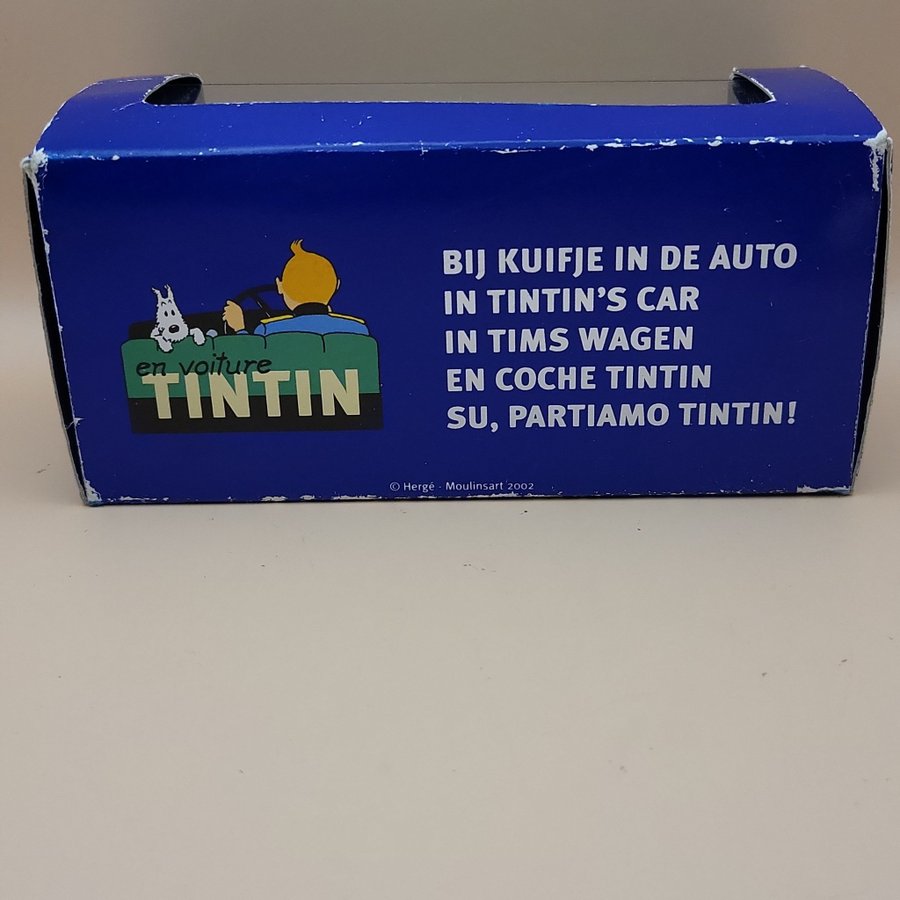 en voiture
TINTIN
BIJ KUIFJE IN DE AUTO
IN TINTIN'S CAR
IN TIMS WAGEN
EN COCHE TINTIN
SU, PARTIAMO TINTIN!
© Hergé - Moulinsart 2002